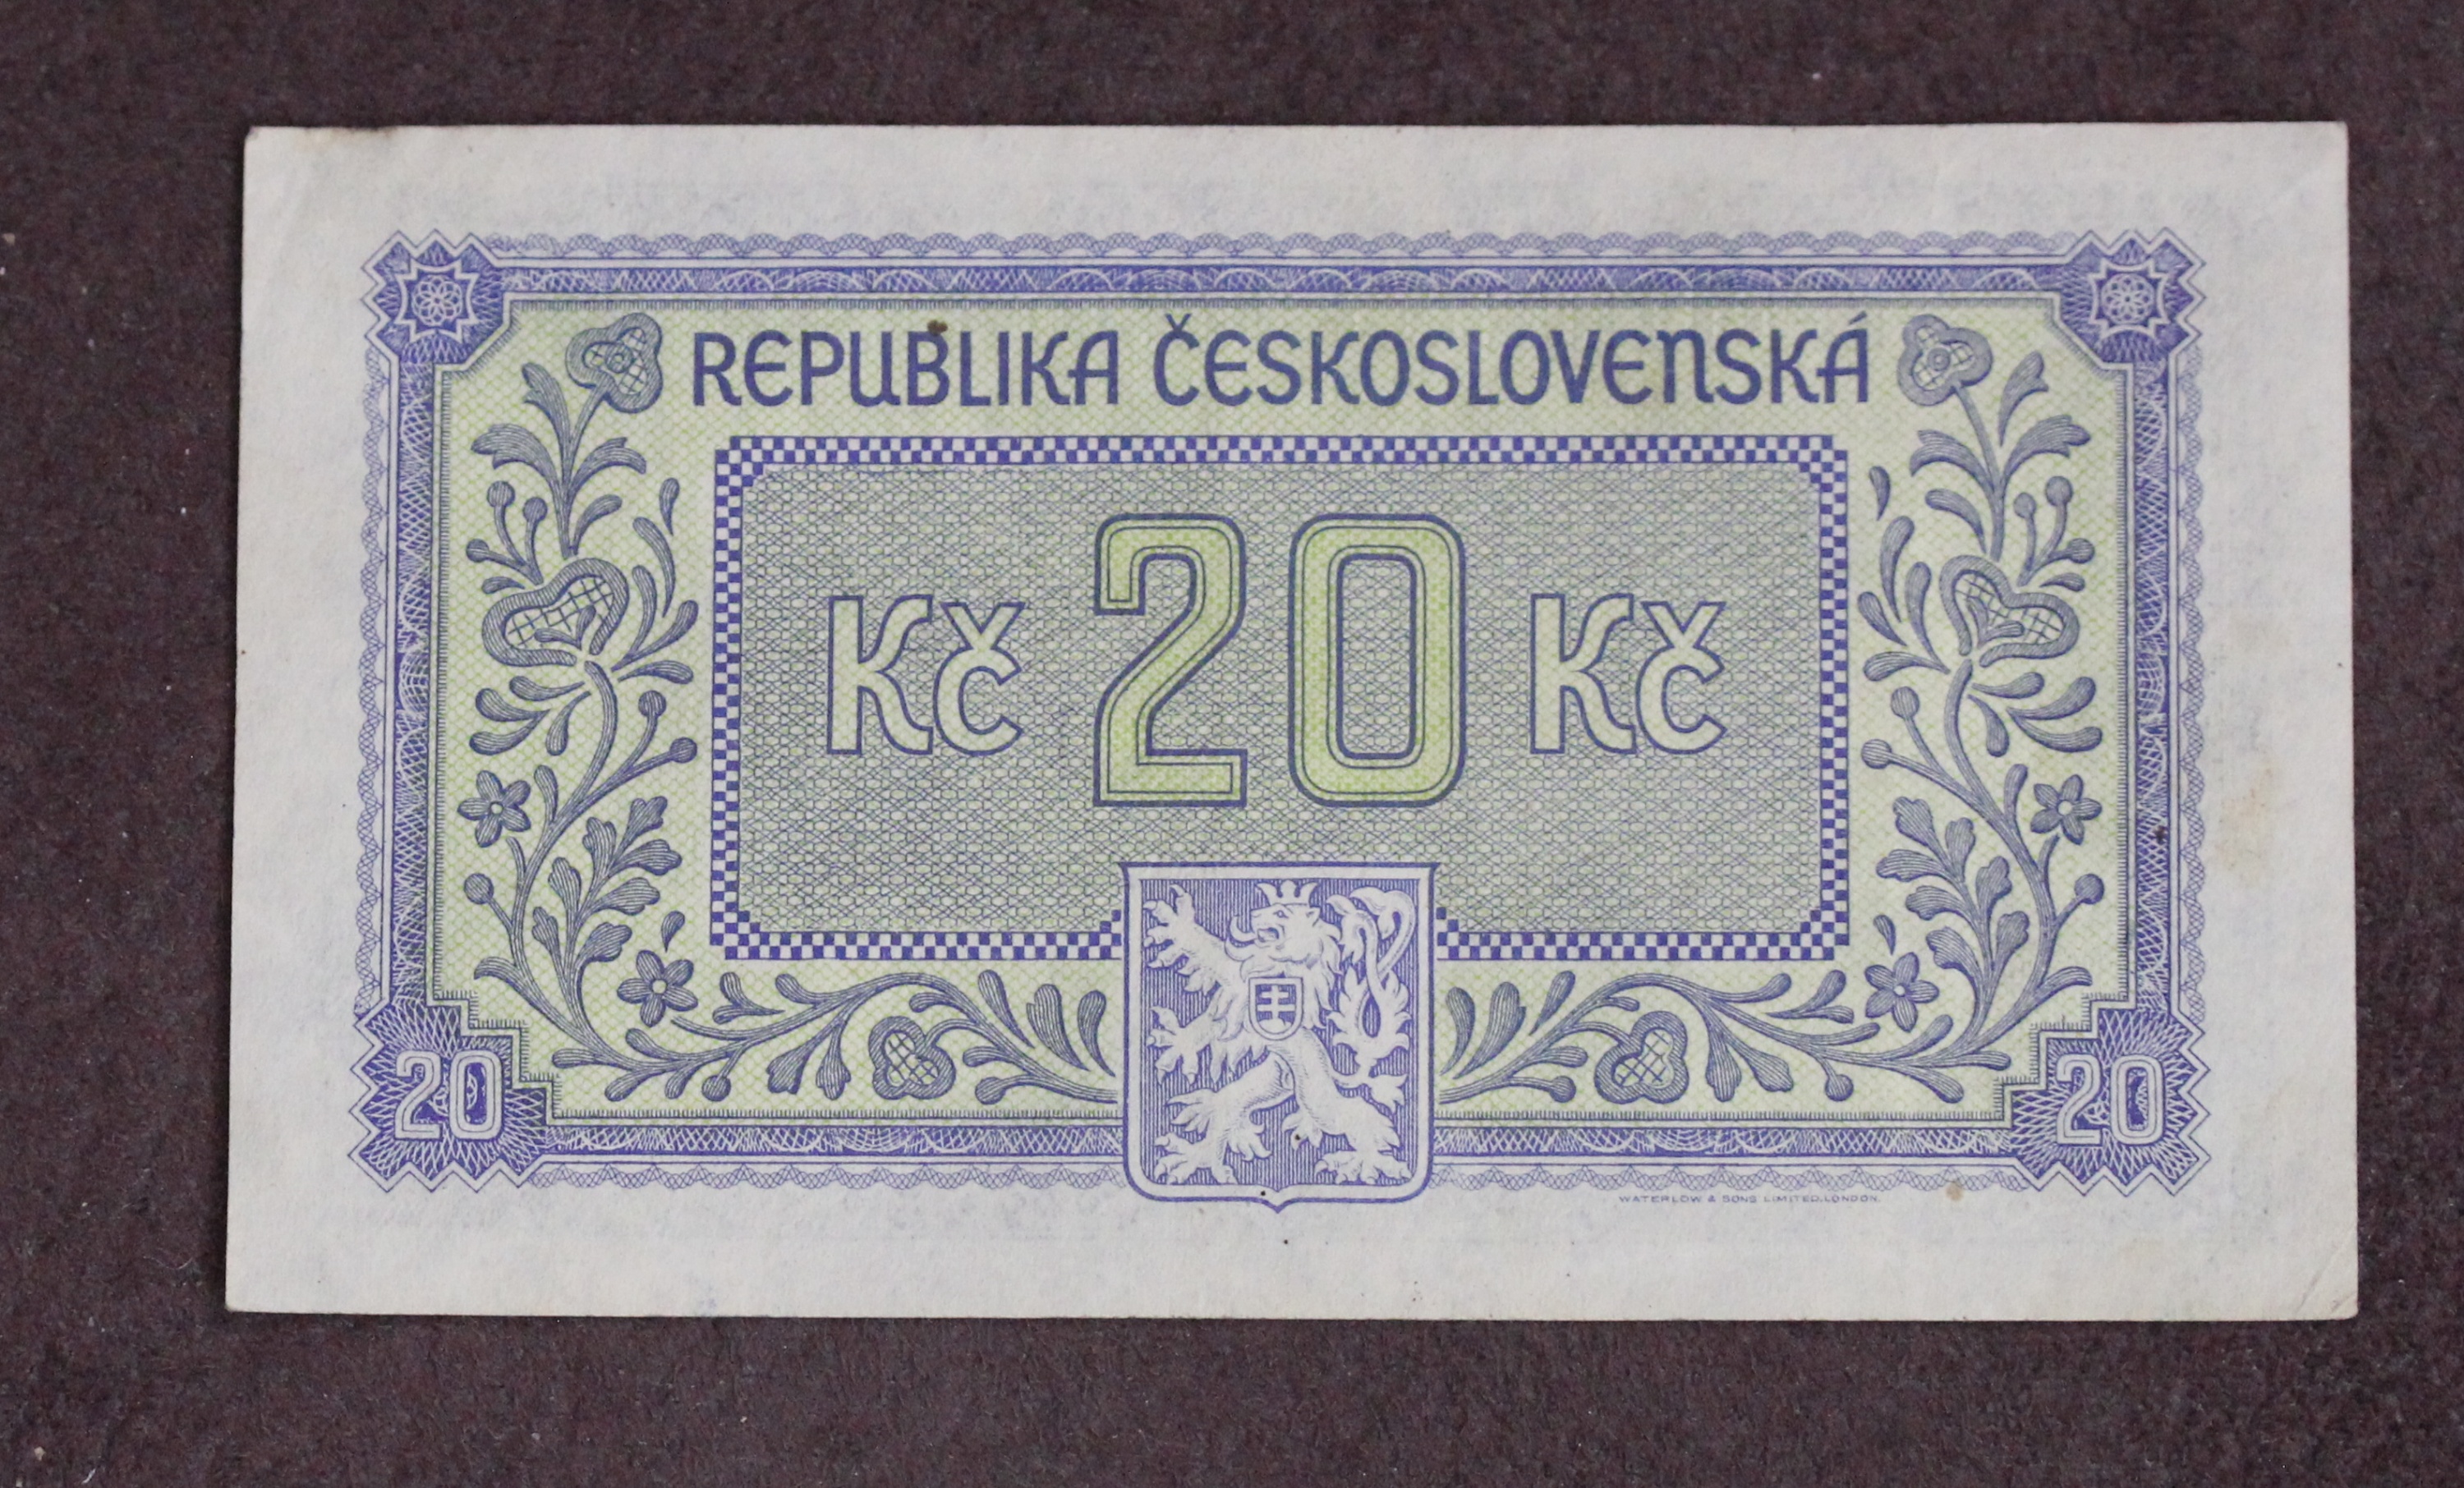 REPUBLIKA ČESKOSLOVENSKÁ
Kč 20 Kč
20 20
WATERLOW & SONS LIMITED, LONDON.